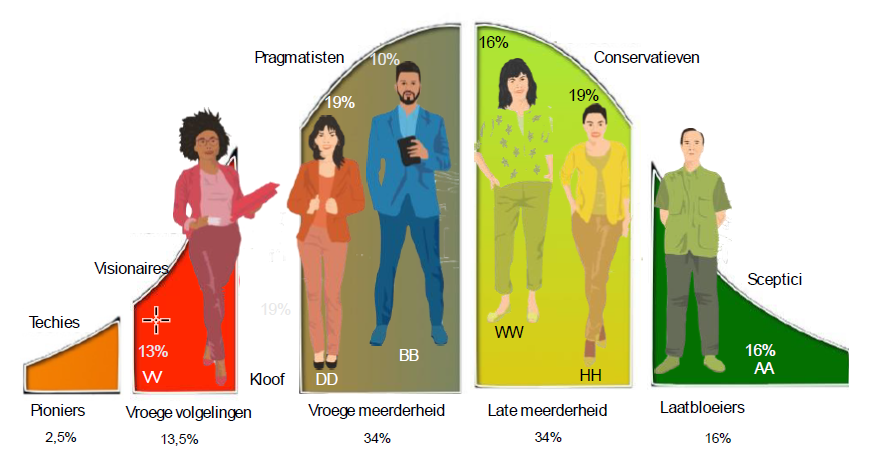 16%
Pragmatisten
10%
Conservatieven
19%
19%
Visionaires
Sceptici
19%
Techies
WW
13%
BB
16%
VV
Kloof
DD
HH
AA
Pioniers
Vroege volgelingen
Vroege meerderheid
Late meerderheid
Laatbloeiers
2,5%
13,5%
34%
34%
16%